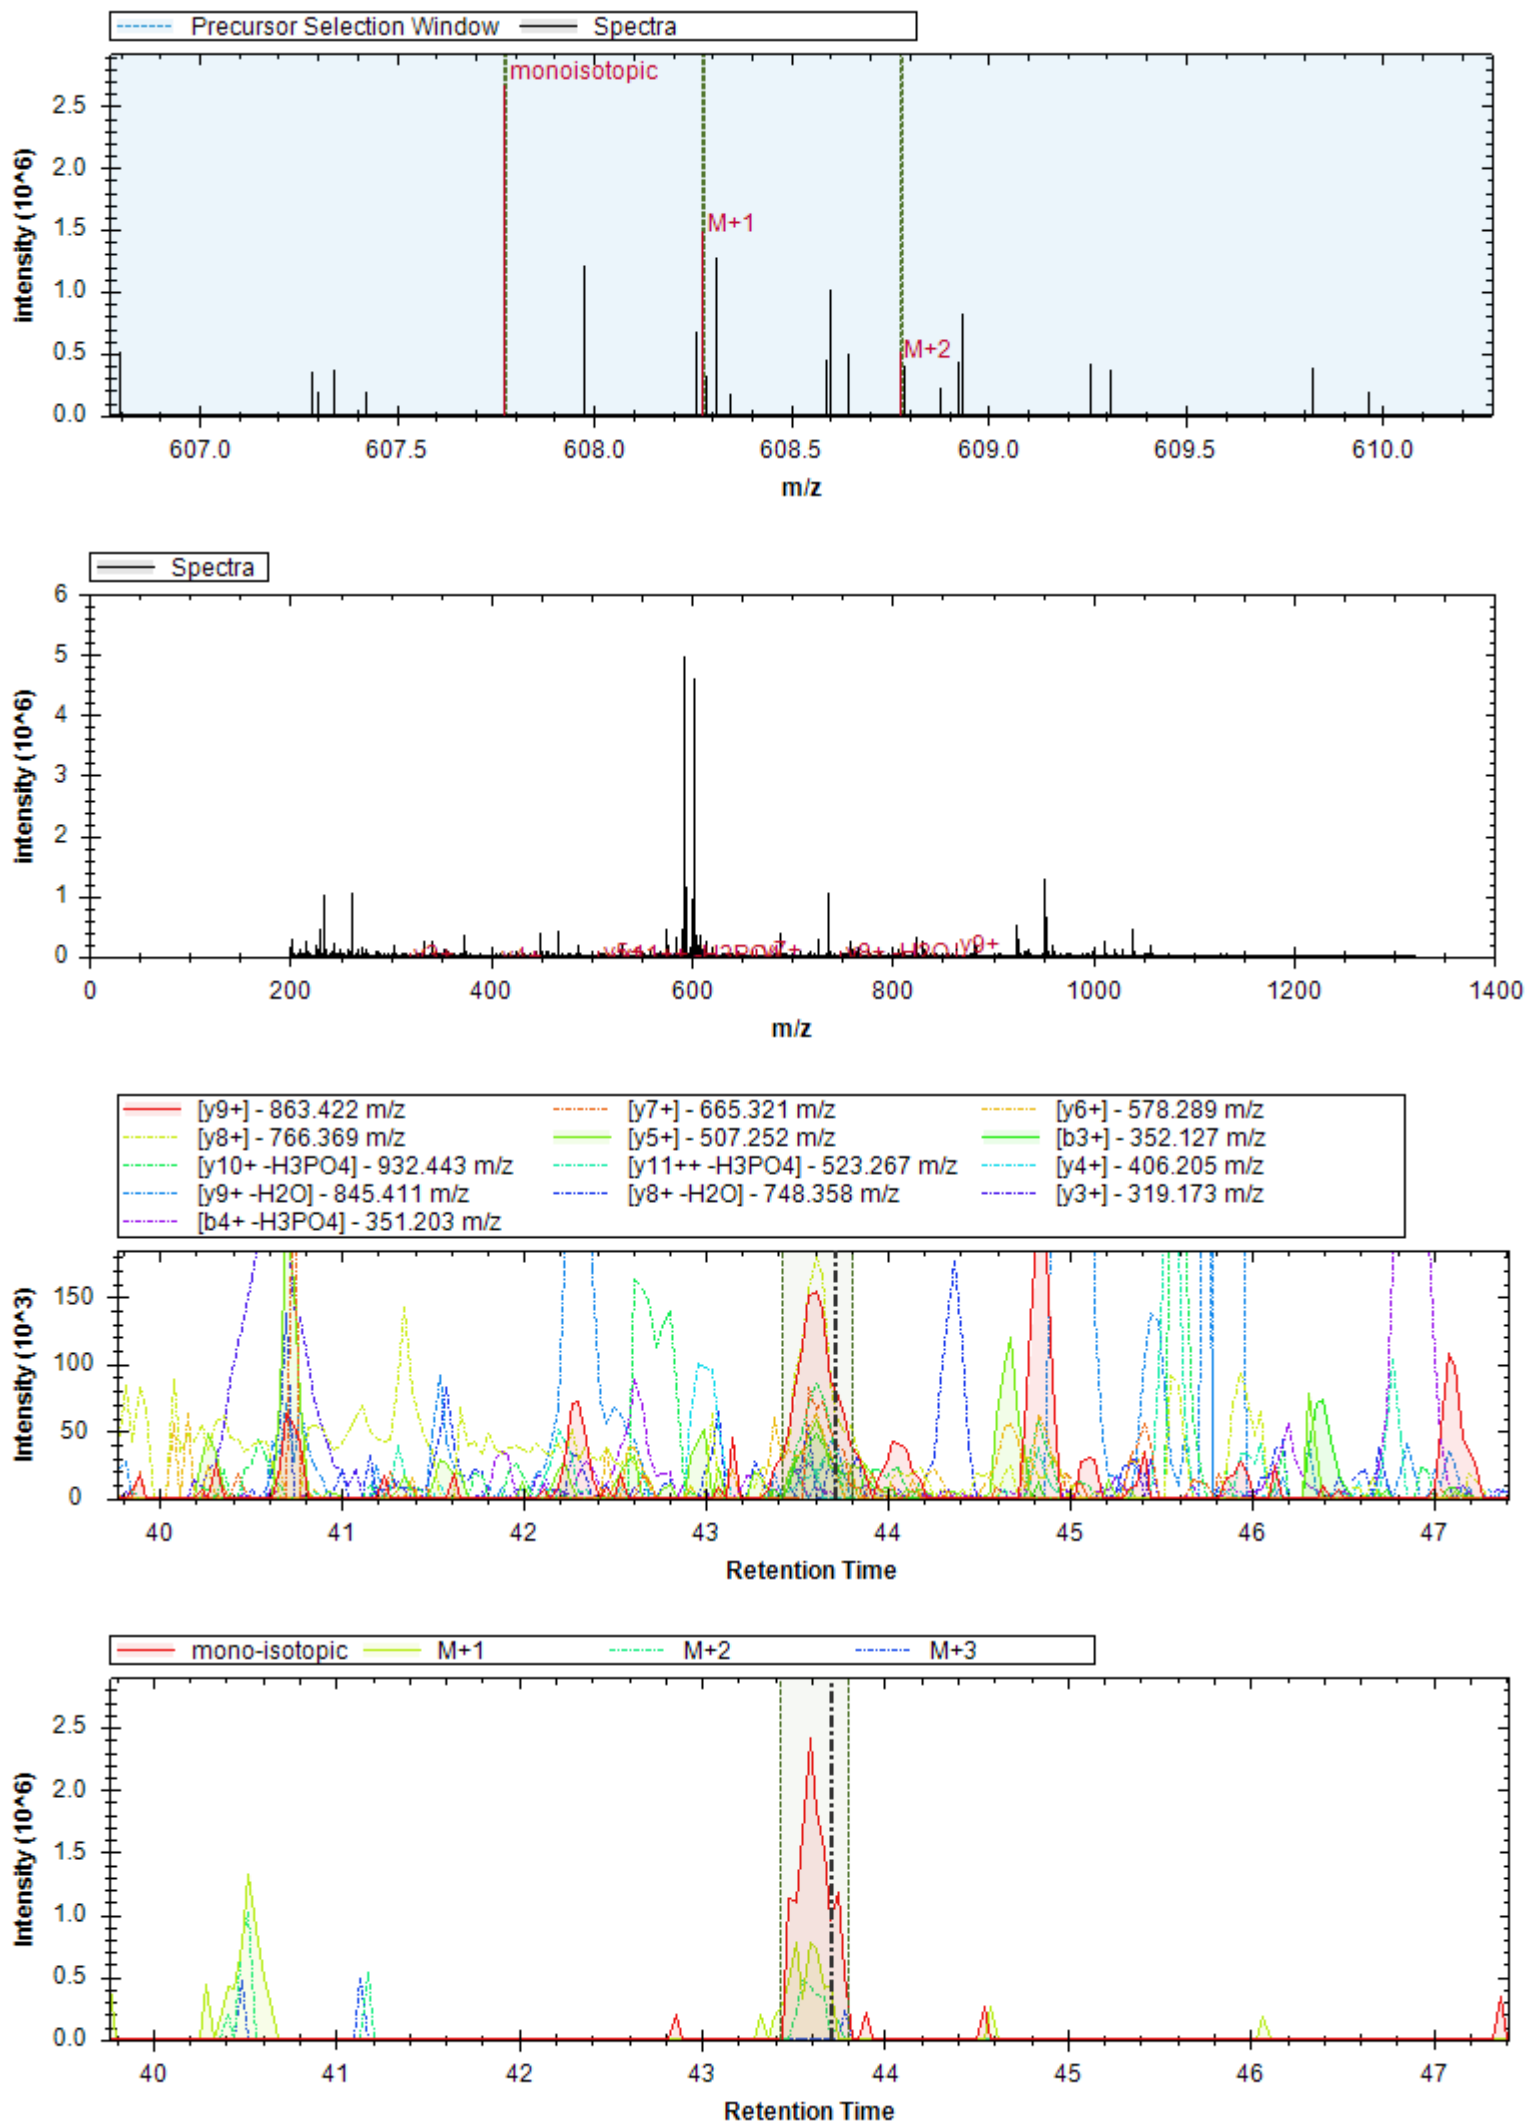 Precursor Selection Window Spectra
monoisotopic
M+1
M+2
intensity (10^6)
2.5
2.0
1.5
1.0
0.5
0.0
607.0 607.5 608.0 608.5 609.0 609.5 610.0
m/z
Spectra
intensity (10^6)
6
5
4
3
2
1
0
y9+
0 200 400 600 800 1000 1200 1400
m/z
[y9+] - 863.422 m/z [y7+] - 665.321 m/z [y6+] - 578.289 m/z
[y8+] - 766.369 m/z [y5+] - 507.252 m/z [b3+] - 352.127 m/z
[y10+ -H3PO4] - 932.443 m/z [y11++ -H3PO4] - 523.267 m/z [y4+] - 406.205 m/z
[y9+ -H2O] - 845.411 m/z [y8+ -H2O] - 748.358 m/z [y3+] - 319.173 m/z
[b4+ -H3PO4] - 351.203 m/z
Intensity (10^3)
150
100
50
0
40 41 42 43 44 45 46 47
Retention Time
mono-isotopic M+1 M+2 M+3
Intensity (10^6)
2.5
2.0
1.5
1.0
0.5
0.0
40 41 42 43 44 45 46 47
Retention Time